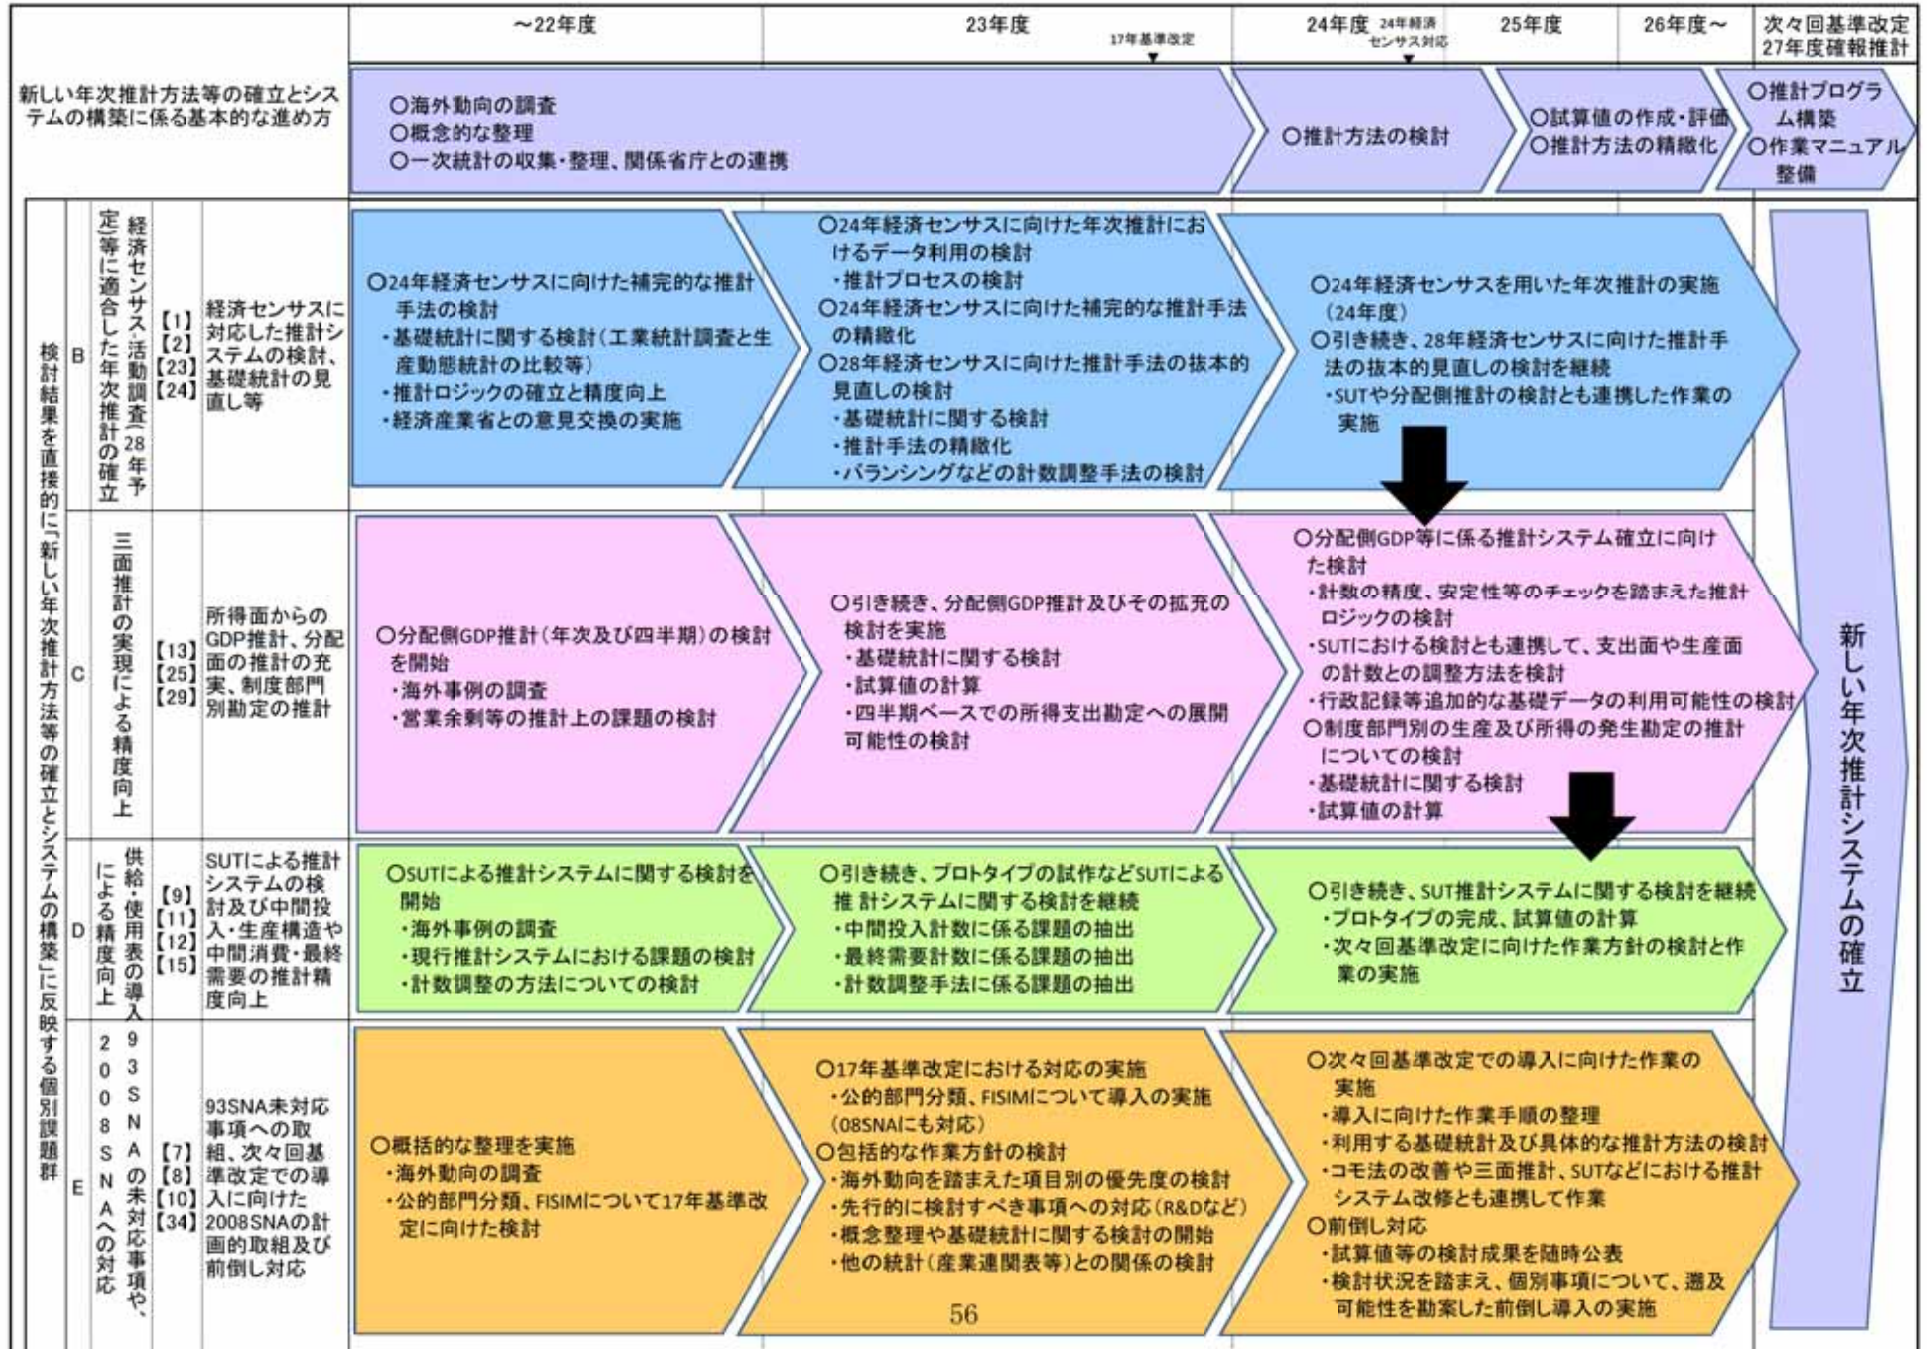 ～22年度
23年度
17年基準改定
24年度
24年経済
センサス対応
25年度
26年度～
次々回基準改定
27年度確報推計
新しい年次推計方法等の確立とシス
テムの構築に係る基本的な進め方
○海外動向の調査
○概念的な整理
○一次統計の収集・整理、関係省庁との連携
○推計方法の検討
○試算値の作成・評価
○推計方法の精緻化
○推計プログラ
ム構築
○作業マニュアル
整備
検討結果を直接的に「新しい年次推計方法等の確立とシステムの構築」に反映する個別課題群
B
経済センサス‐活動調査(28年予
定)等に適合した年次推計の確立
【1】
【2】
【23】
【24】
経済センサスに
対応した推計シ
ステムの検討、
基礎統計の見
直し等
○24年経済センサスに向けた補完的な推計
手法の検討
・基礎統計に関する検討(工業統計調査と生
産動態統計の比較等)
・推計ロジックの確立と精度向上
・経済産業省との意見交換の実施
○24年経済センサスに向けた年次推計にお
けるデータ利用の検討
・推計プロセスの検討
○24年経済センサスに向けた補完的な推計手法
の精緻化
○28年経済センサスに向けた推計手法の抜本的
見直しの検討
・基礎統計に関する検討
・推計手法の精緻化
・バランシングなどの計数調整手法の検討
○24年経済センサスを用いた年次推計の実施
(24年度)
○引き続き、28年経済センサスに向けた推計手
法の抜本的見直しの検討を継続
・SUTや分配側推計の検討とも連携した作業の
実施
C
三面推計の実現による精度向上
【13】
【25】
【29】
所得面からの
GDP推計、分配
面の推計の充
実、制度部門
別勘定の推計
○分配側GDP推計(年次及び四半期)の検討
を開始
・海外事例の調査
・営業余剰等の推計上の課題の検討
○引き続き、分配側GDP推計及びその拡充の
検討を実施
・基礎統計に関する検討
・試算値の計算
・四半期ベースでの所得支出勘定への展開
可能性の検討
○分配側GDP等に係る推計システム確立に向け
た検討
・計数の精度、安定性等のチェックを踏まえた推計
ロジックの検討
・SUTにおける検討とも連携して、支出面や生産面
の計数との調整方法を検討
・行政記録等追加的な基礎データの利用可能性の検討
○制度部門別の生産及び所得の発生勘定の推計
についての検討
・基礎統計に関する検討
・試算値の計算
D
供給・使用表の導入
による精度向上
【9】
【11】
【12】
【15】
SUTによる推計
システムの検
討及び中間投
入・生産構造や
中間消費・最終
需要の推計精
度向上
○SUTによる推計システムに関する検討を
開始
・海外事例の調査
・現行推計システムにおける課題の検討
・計数調整の方法についての検討
○引き続き、プロトタイプの試作などSUTによる
推 計システムに関する検討を継続
・中間投入計数に係る課題の抽出
・最終需要計数に係る課題の抽出
・計数調整手法に係る課題の抽出
○引き続き、SUT推計システムに関する検討を継続
・プロトタイプの完成、試算値の計算
・次々回基準改定に向けた作業方針の検討と作
業の実施
E
93SNAの未対応事項や、
2008SNAへの対応
【7】
【8】
【10】
【34】
93SNA未対応
事項への取
組、次々回基
準改定での導
入に向けた
2008SNAの計
画的取組及び
前倒し対応
○概括的な整理を実施
・海外動向の調査
・公的部門分類、FISIMについて17年基準改
定に向けた検討
○17年基準改定における対応の実施
・公的部門分類、FISIMについて導入の実施
(08SNAにも対応)
○包括的な作業方針の検討
・海外動向を踏まえた項目別の優先度の検討
・先行的に検討すべき事項への対応(R&Dなど)
・概念整理や基礎統計に関する検討の開始
・他の統計(産業連関表等)との関係の検討
○次々回基準改定での導入に向けた作業の
実施
・導入に向けた作業手順の整理
・利用する基礎統計及び具体的な推計方法の検討
・コモ法の改善や三面推計、SUTなどにおける推計
システム改修とも連携して作業
○前倒し対応
・試算値等の検討成果を随時公表
・検討状況を踏まえ、個別事項について、遡及
可能性を勘案した前倒し導入の実施
新しい年次推計システムの確立
56